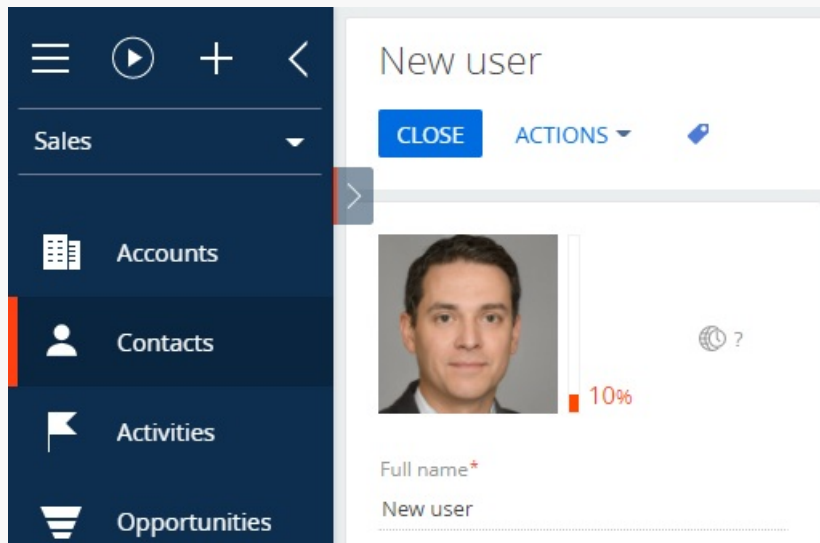 Sales
Accounts
Contacts
Activities
Opportunities
New user
CLOSE
ACTIONS
10%
?
Full name*
New user